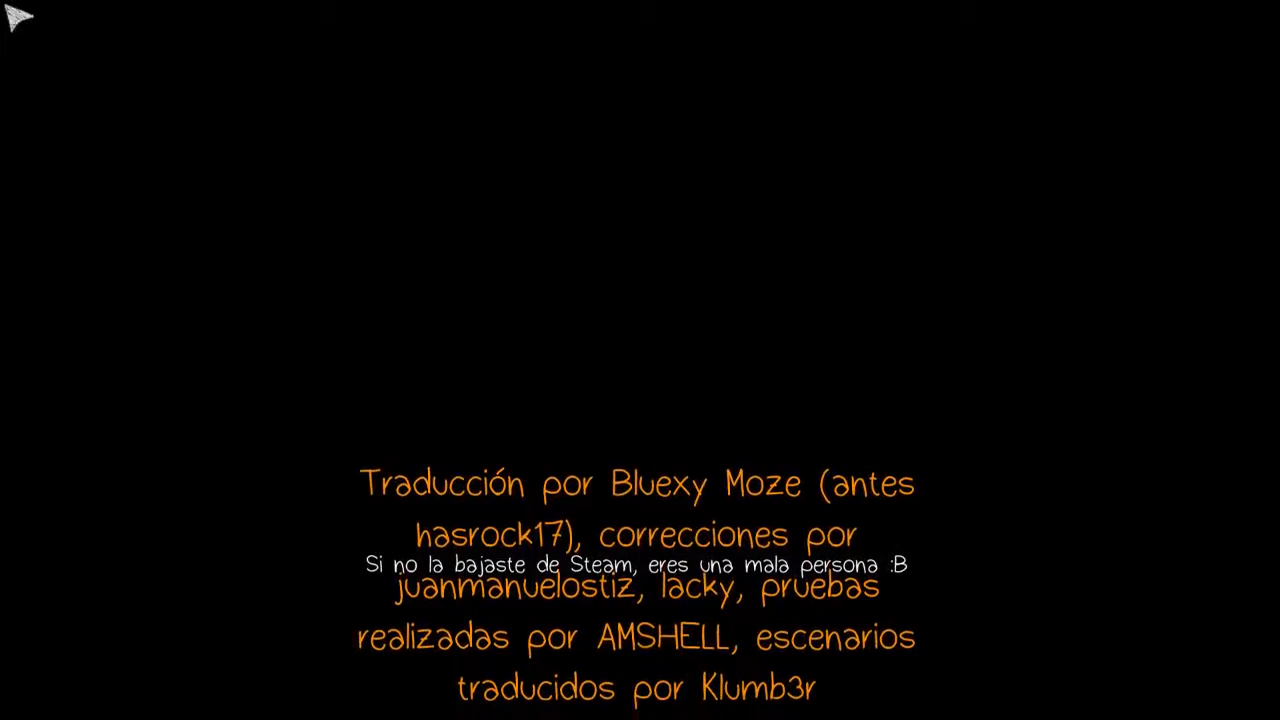 Traducción por Bluexy Moze (antes
hasrock17), correcciones por
Si no la bajaste de Steam, eres una mala persona :B
juanmanuelostiz, lacky, pruebas
realizadas por AMSHELL, escenarios
traducidos por Klumb3r